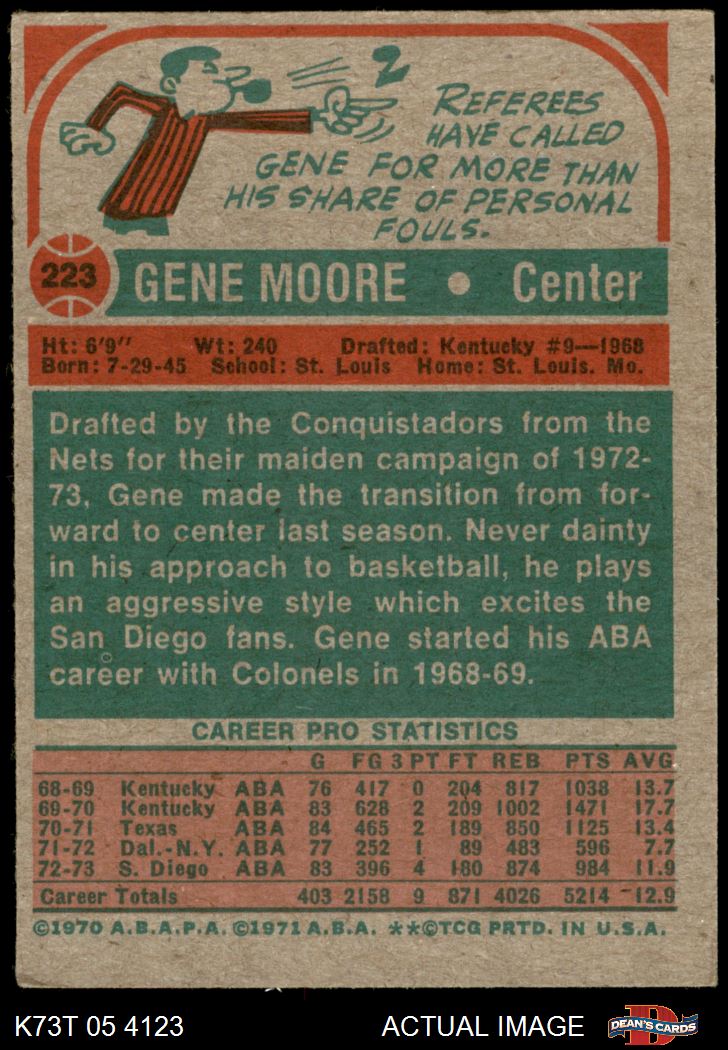 2
REFEREES
HAVE CALLED
GENE FOR MORE THAN
HIS SHARE OF PERSONAL
FOULS.
223 GENE MOORE • Center
Ht: 6'9" Wt: 240 Drafted: Kentucky #9—1968
Born: 7-29-45 School: St. Louis Home: St. Louis, Mo.
Drafted by the Conquistadors from the
Nets for their maiden campaign of 1972-
73, Gene made the transition from for-
ward to center last season. Never dainty
in his approach to basketball, he plays
an aggressive style which excites the
San Diego fans. Gene started his ABA
career with Colonels in 1968-69.
CAREER PRO STATISTICS
G FG 3 PT FT REB PTS AVG
68-69 Kentucky ABA 76 417 0 204 817 1038 13.7
69-70 Kentucky ABA 83 628 2 209 1002 1471 17.7
70-71 Texas ABA 84 465 2 189 850 1125 13.4
71-72 Dal.-N.Y. ABA 77 252 1 89 483 596 7.7
72-73 S. Diego ABA 83 396 4 180 874 984 11.9
Career Totals 403 2158 9 871 4026 5214 12.9
©1970 A.B.A.P.A. ©1971 A.B.A. **©TCG PRTD. IN U.S.A.
K73T 05 4123 ACTUAL IMAGE DEAN'S CARDS